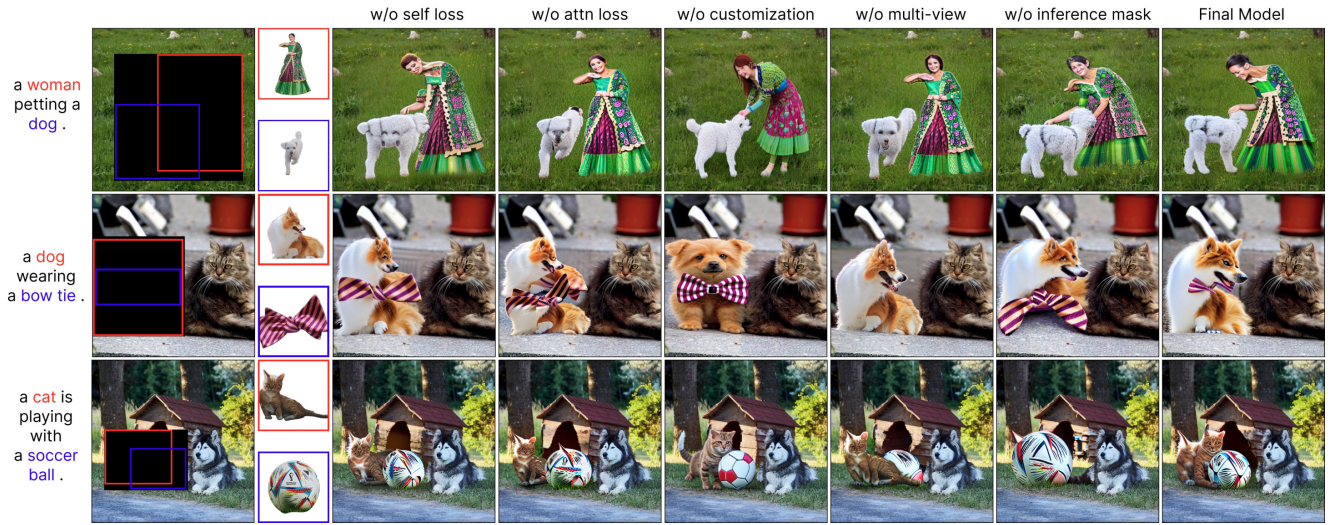 w/o self loss
w/o attn loss
w/o customization
w/o multi-view
w/o inference mask
Final Model
a woman
petting a
dog .
a dog
wearing
a bow tie .
a cat is
playing
with
a soccer
ball .